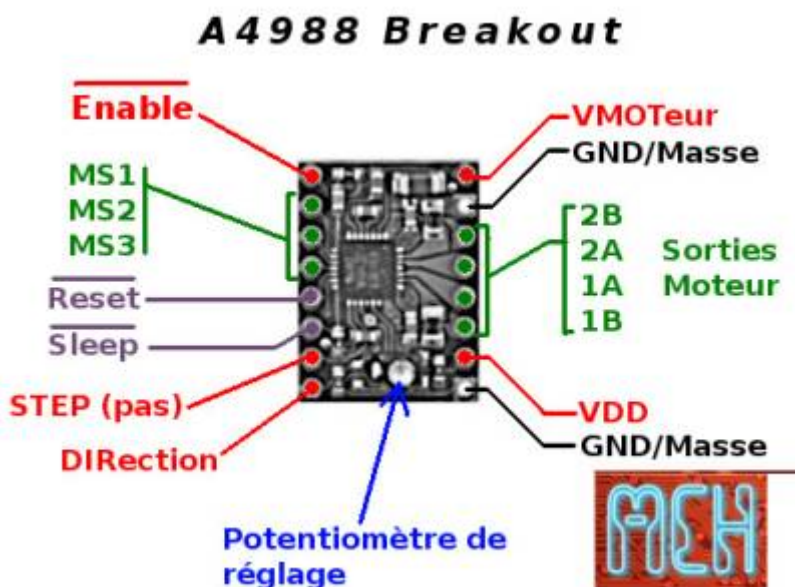 A4988 Breakout
Enable
MS1
MS2
MS3
Reset
Sleep
STEP (pas)
DIRection
VMOTeur
GND/Masse
2B
2A Sorties
1A Moteur
1B
VDD
GND/Masse
Potentiomètre de
réglage
MCH